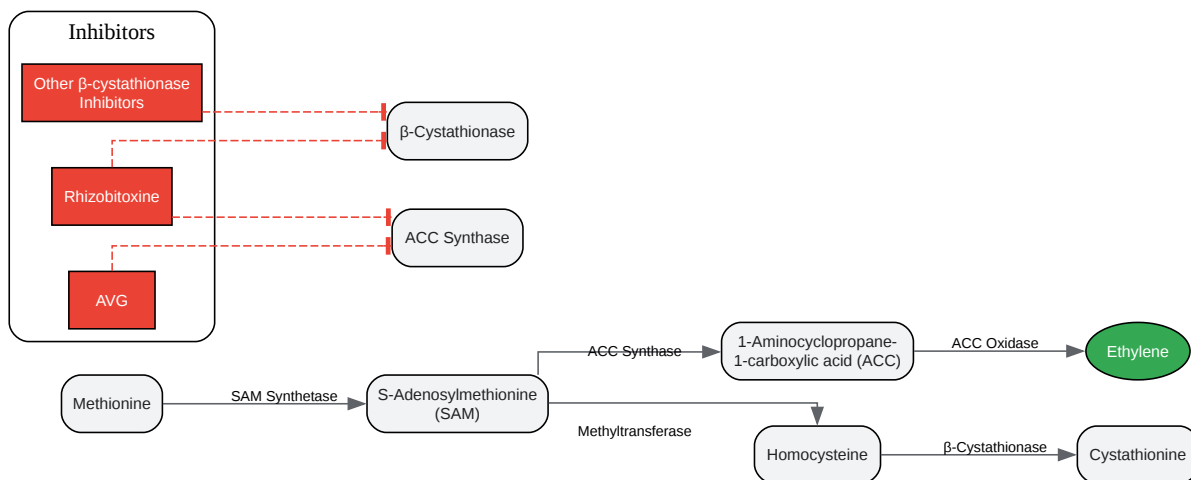 Inhibitors
Other β-cystathionase
Inhibitors
β-Cystathionase
Rhizobitoxine
ACC Synthase
AVG
ACC Synthase
1-Aminocyclopropane-
1-carboxylic acid (ACC)
ACC Oxidase
Ethylene
Methionine
SAM Synthetase
S-Adenosylmethionine
(SAM)
Methyltransferase
Homocysteine
β-Cystathionase
Cystathionine